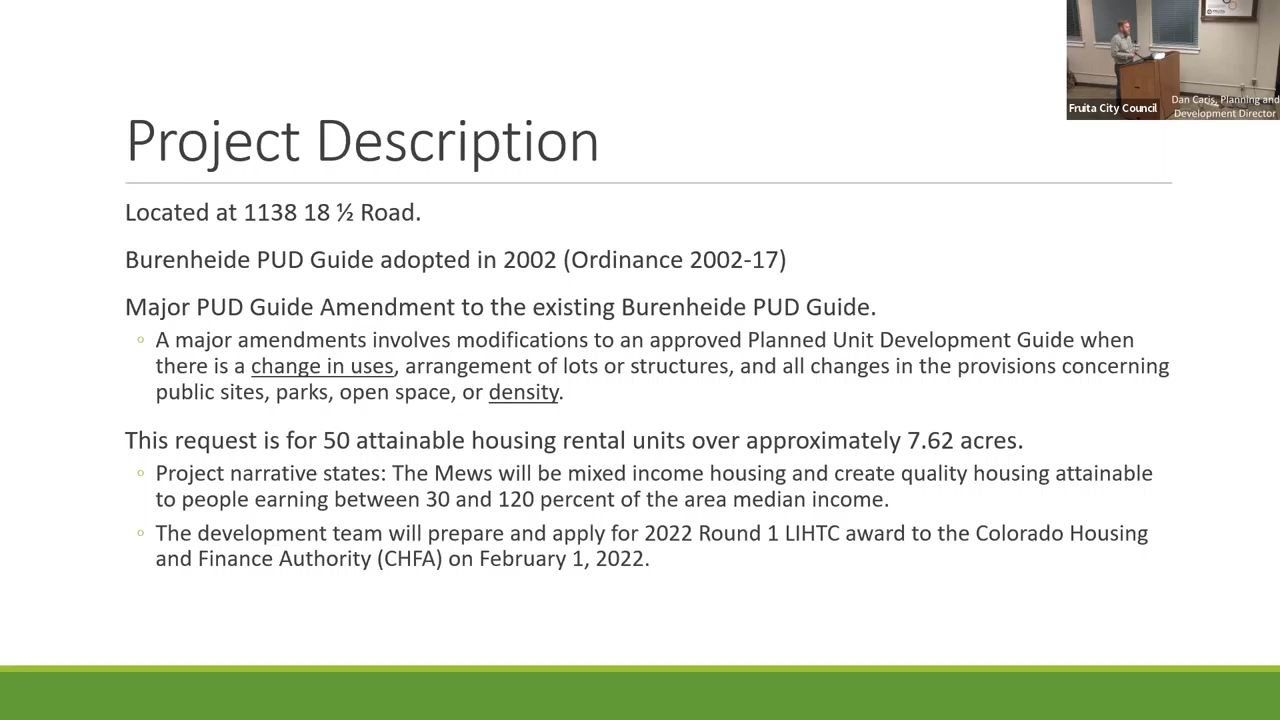 Fruita City Council
Dan Caris, Planning and
Development Director
Project Description
Located at 1138 18 ½ Road.
Burenheide PUD Guide adopted in 2002 (Ordinance 2002-17)
Major PUD Guide Amendment to the existing Burenheide PUD Guide.
◦ A major amendments involves modifications to an approved Planned Unit Development Guide when
there is a change in uses, arrangement of lots or structures, and all changes in the provisions concerning
public sites, parks, open space, or density.
This request is for 50 attainable housing rental units over approximately 7.62 acres.
◦ Project narrative states: The Mews will be mixed income housing and create quality housing attainable
to people earning between 30 and 120 percent of the area median income.
◦ The development team will prepare and apply for 2022 Round 1 LIHTC award to the Colorado Housing
and Finance Authority (CHFA) on February 1, 2022.